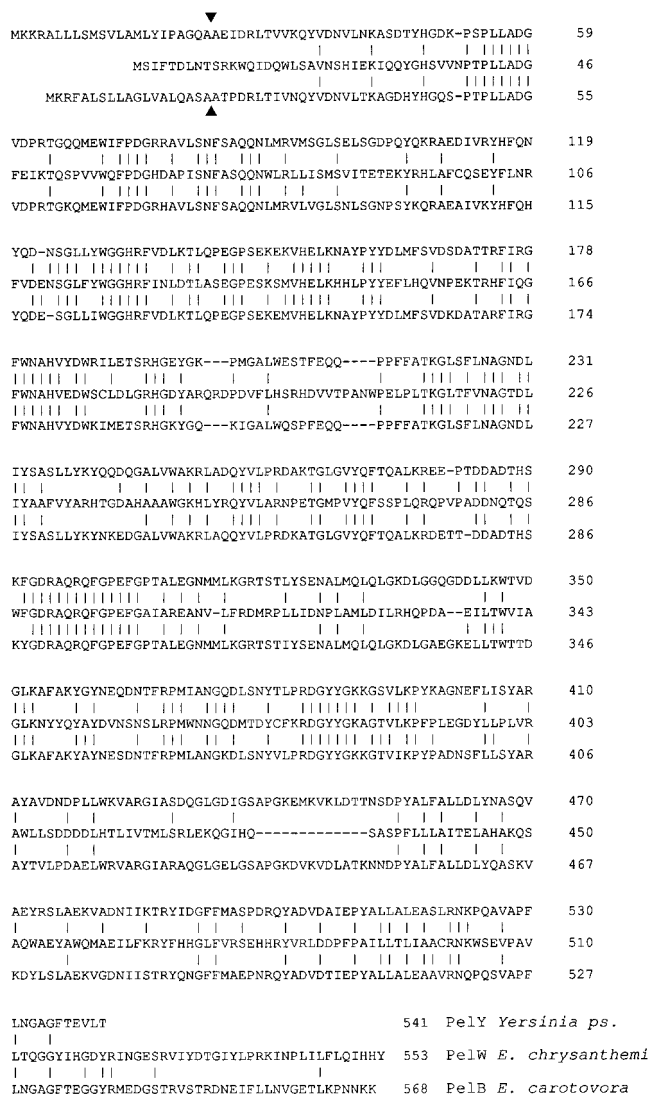 MKKRALLLSMSVLAMLYIPAGQAAEIDRLTVVKQYVDNVLNKASDTYHGDK-PSPLLADG 59
MSIFTDLNTSRKWQIDQWLSAVNSHIEKIQQYGHSVVNPTPLLADG 46
MKRFALSLLAGLVALQASAATPDRLTIVNQYVDNVLTKAGDHYHGQS-PTPLLADG 55
VDPRTGQQMEWIFPDGRRAVLSNFSAQQNLMRVMSGLSELSGDPQYQKRAEDIVRYHFQN 119
FEIKTQSPVVWQFPDGHDAPISNFASQQNWLRLLISMSVITETEKYRHLAFCQSEYFLNR 106
VDPRTGKQMEWIFPDGRHAVLSNFSAQQNLMRVLVGLSNLSGNPSYKQRAEAIVKYHFQH 115
YQD-NSGLLYWGGHRFVDLKTLQPEGPSEKEKVHELKNAYPYYDLMFSVDSDATTRFIRG 178
FVDENSGLFYWGGHRFINLDTLASEGPESKSMVHELKHHLPYYEFLHQVNPEKTRHFIQG 166
YQDE-SGLLIWGGHRFVDLKTLQPEGPSEKEMVHELKNAYPYYDLMFSVDKDATARFIRG 174
FWNAHVYDWRILETSRHGEYGK---PMGALWESTFEQQ----PPFFATKGLSFLNAGNDL 231
FWNAHVEDWSCLDLGRHGDYARQRDPDVFLHSRHDVVTPANWPELPLTKGLTFVNAGTDL 226
FWNAHVYDWKIMETSRHGKYGQ---KIGALWQSPFEQQ----PPFFATKGLSFLNAGNDL 227
IYSASLLYKYQQDQGALVWAKRLADQYVLPRDAKTGLGVYQFTQALKREE-PTDDADTHS 290
IYAAFVYARHTGDAHAAAWGKHLYRQYVLARNPETGMPVYQFSSPLQRQPVPADDNQTQS 286
IYSASLLYKYNKEDGALVWAKRLAQQYVLPRDKATGLGVYQFTQALKRDETT-DDADTHS 286
KFGDRAQRQFGPEFGPTALEGNMMLKGRTSTLYSENALMQLQLGKDLGGQGDDLLKWTVD 350
WFGDRAQRQFGPEFGAIAREANV-LFRDMRPLLIDNPLAMLDILRHQPDA--EILTWVIA 343
KYGDRAQRQFGPEFGPTALEGNMMLKGRTSTIYSENALMQLQLGKDLGAEGKELLTWTTD 346
GLKAFAKYGYNEQDNTFRPMIANGQDLSNYTLPRDGYYGKKGSVLKPYKAGNEFLISYAR 410
GLKNYYQYAYDVNSNSLRPMWNNGQDMTDYCFKRDGYYGKAGTVLKPFPLEGDYLLPLVR 403
GLKAFAKYAYNESDNTFRPMLANGKDLSNYVLPRDGYYGKKGTVIKPYPADNSFLLSYAR 406
AYAVDNDPLLWKVARGIASDQGLGDIGSAPGKEMKVKLDTTNSDPYALFALLDLYNASQV 470
AWLLSDDDDLHTLIVTMLSRLEKQGIHQ-------------SASPFLLLAITELAHAKQS 450
AYTVLPDAELWRVARGIARAQGLGELGSAPGKDVKVDLATKNNDPYALFALLDLYQASKV 467
AEYRSLAEKVADNIIKTRYIDGFFMASPDRQYADVDAIEPYALLALEASLRNKPQAVAPF 530
AQWAEYAWQMAEILFKRYFHHGLFVRSEHHRYVRLDDPFPAILLTLIAACRNKWSEVPAV 510
KDYLSLAEKVGDNIISTRYQNGFFMAEPNRQYADVDTIEPYALLALEAAVRNQPQSVAPF 527
LNGAGFTEVLT 541 PelY Yersinia ps.
LTQGGYIHGDYRINGESRVIYDTGIYLPRKINPLILFLQIHHY 553 PelW E. chrysanthemi
LNGAGFTEGGYRMEDGSTRVSTRDNEIFLLNVGETLKPNNKK 568 PelB E. carotovora